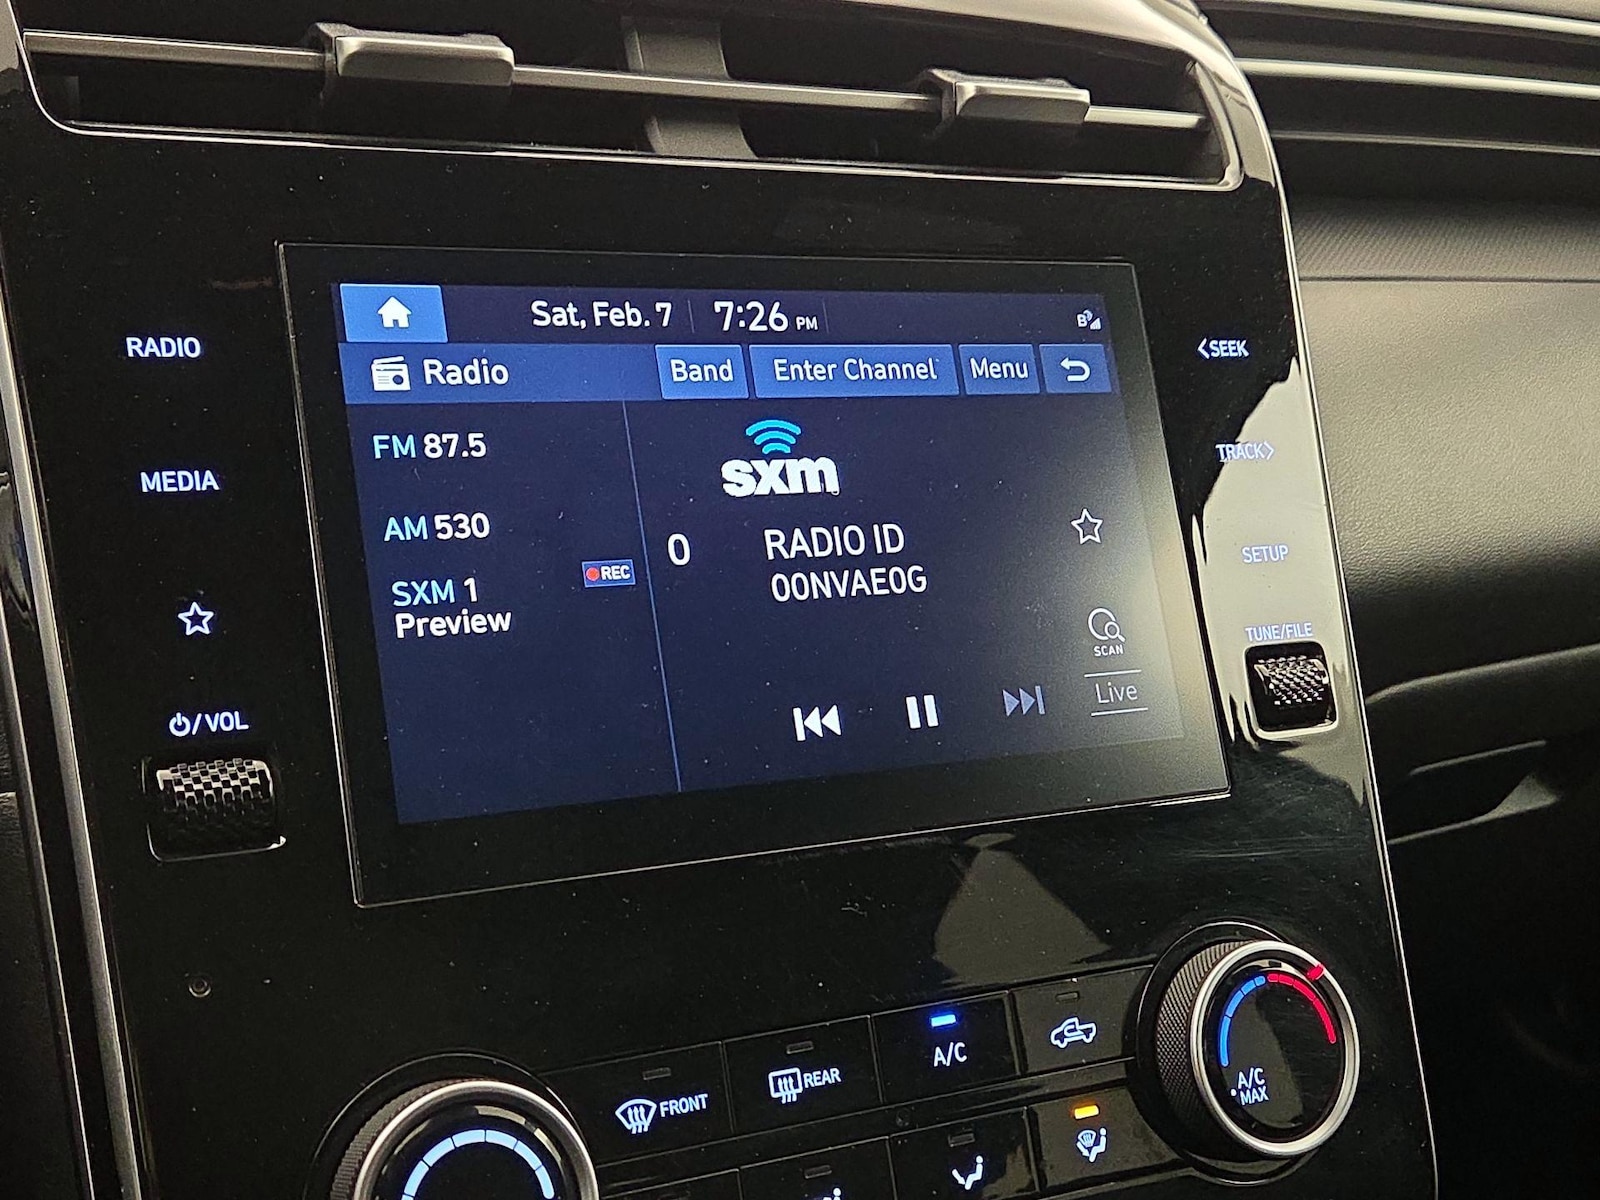 Sat, Feb. 7 7:26 PM B
Radio Band Enter Channel Menu
FM 87.5
AM 530
SXM 1
Preview
REC
sxm
0 RADIO ID
00NVAE0G
SCAN
Live
RADIO
MEDIA
/VOL
<SEEK
TRACK>
SETUP
TUNE/FILE
FRONT
REAR
A/C
A/C
MAX